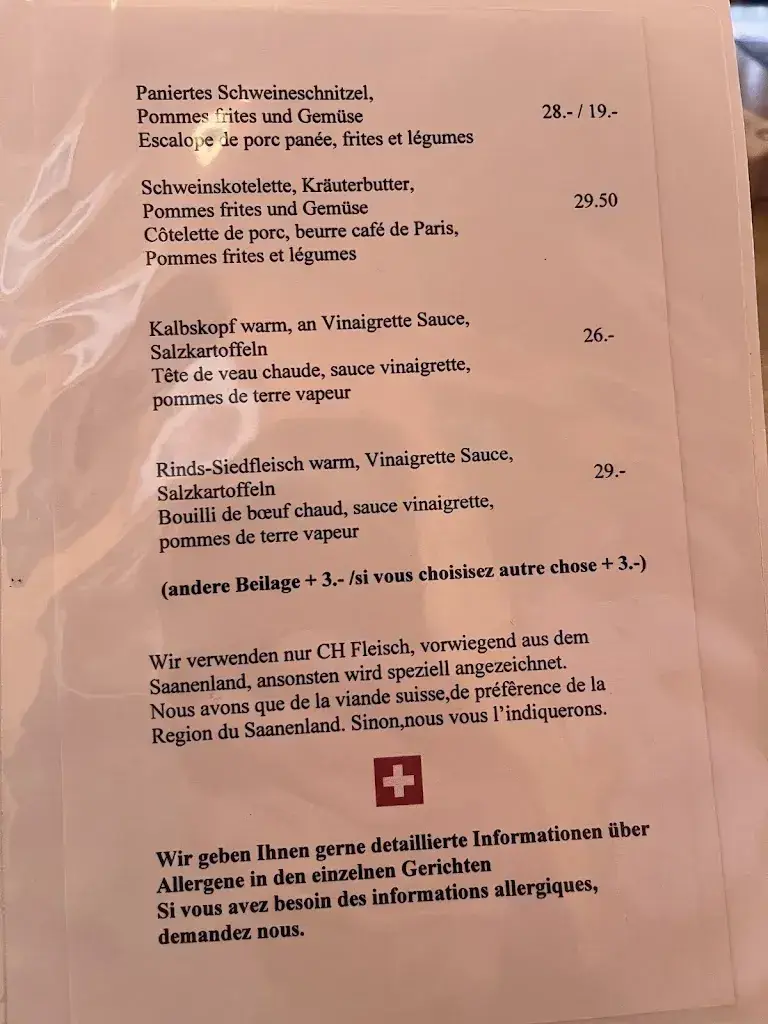 Paniertes Schweineschnitzel,
Pommes frites und Gemüse 28.- / 19.-
Escalope de porc panée, frites et légumes
Schweinskotelette, Kräuterbutter,
Pommes frites und Gemüse 29.50
Côtelette de porc, beurre café de Paris,
Pommes frites et légumes
Kalbskopf warm, an Vinaigrette Sauce,
Salzkartoffeln 26.-
Tête de veau chaude, sauce vinaigrette,
pommes de terre vapeur
Rinds-Siedfleisch warm, Vinaigrette Sauce,
Salzkartoffeln 29.-
Bouilli de bœuf chaud, sauce vinaigrette,
pommes de terre vapeur
(andere Beilage + 3.- /si vous choisisez autre chose + 3.-)
Wir verwenden nur CH Fleisch, vorwiegend aus dem
Saanenland, ansonsten wird speziell angezeichnet.
Nous avons que de la viande suisse,de préfêrence de la
Region du Saanenland. Sinon,nous vous l'indiquerons.
Wir geben Ihnen gerne detaillierte Informationen über
Allergene in den einzelnen Gerichten
Si vous avez besoin des informations allergiques,
demandez nous.